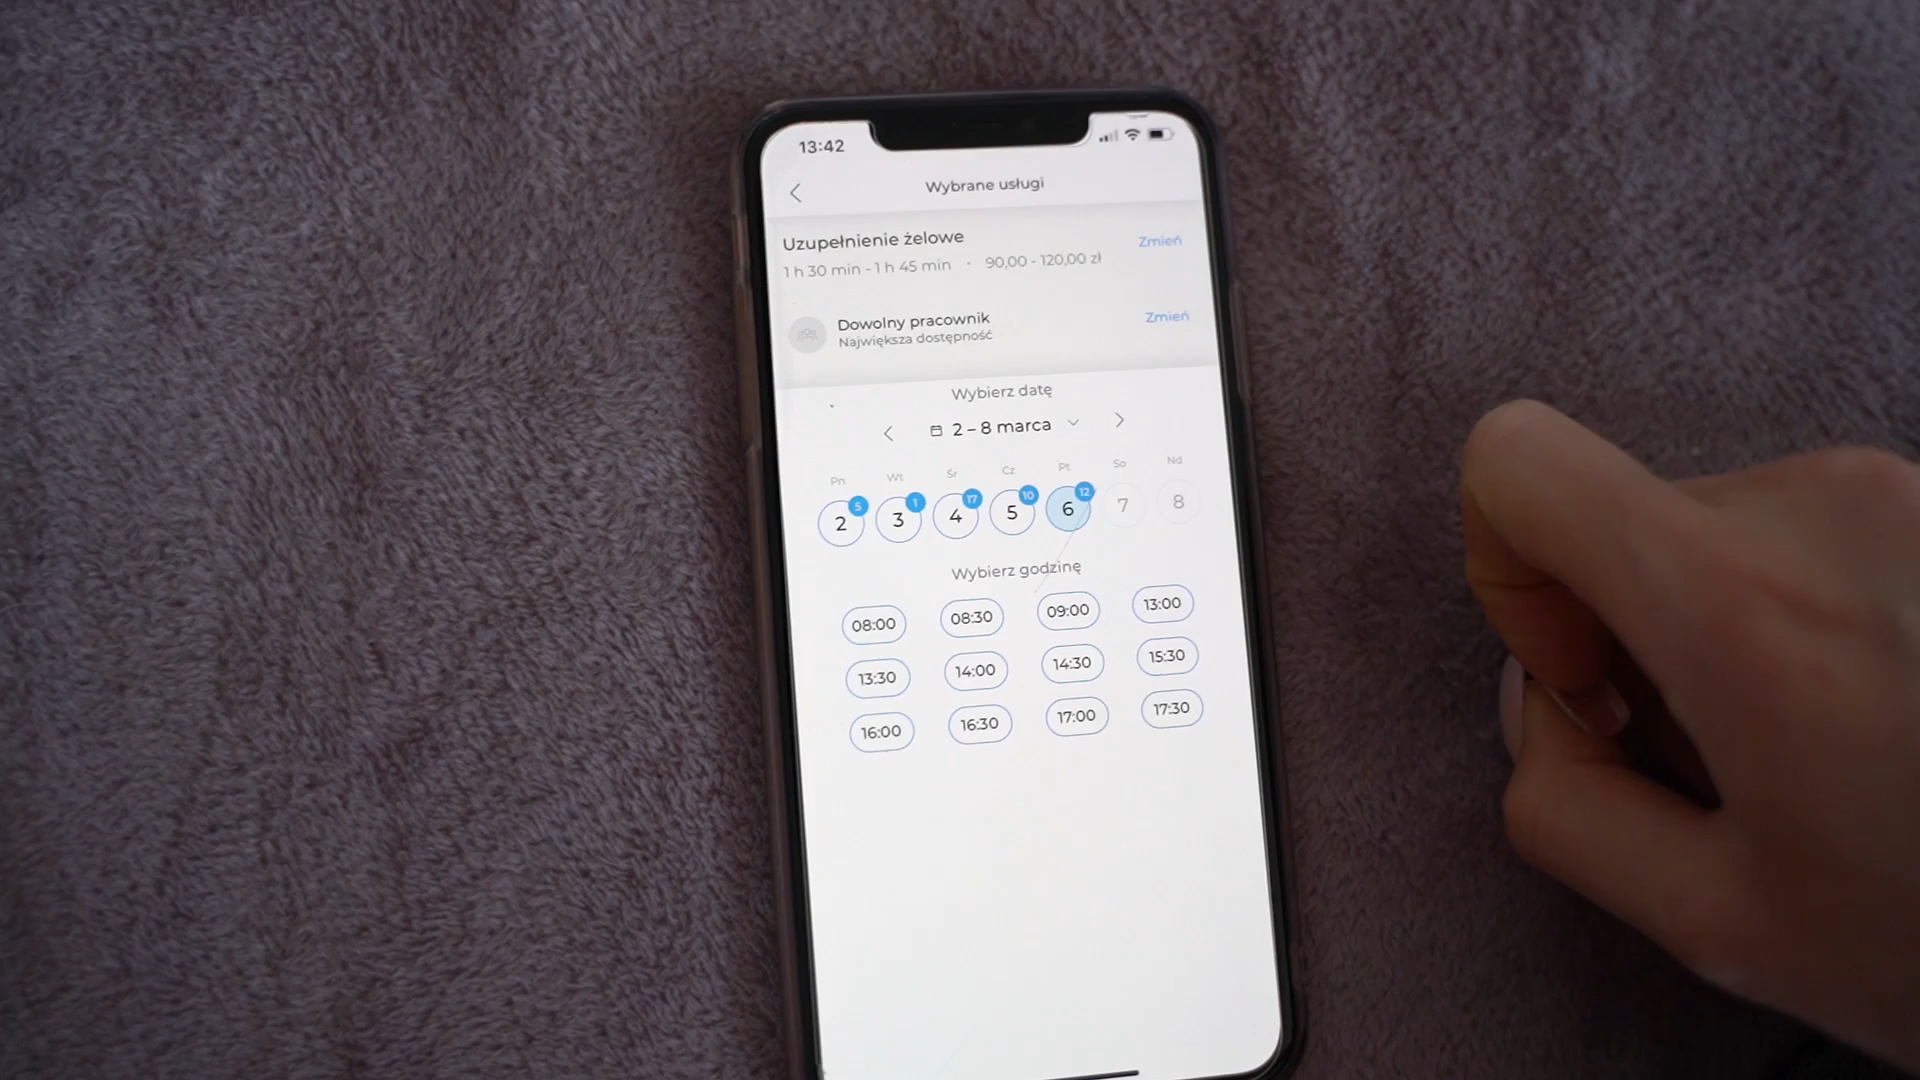 13:42
Wybrane usługi
Uzupełnienie żelowe
Zmień
1 h 30 min - 1 h 45 min · 90,00 - 120,00 zł
Dowolny pracownik
Zmień
Największa dostępność
Wybierz datę
2 – 8 marca
Pn Wt Śr Cz Pt So Nd
5 1 17 10 12
2 3 4 5 6 7 8
Wybierz godzinę
08:00 08:30 09:00 13:00
13:30 14:00 14:30 15:30
16:00 16:30 17:00 17:30